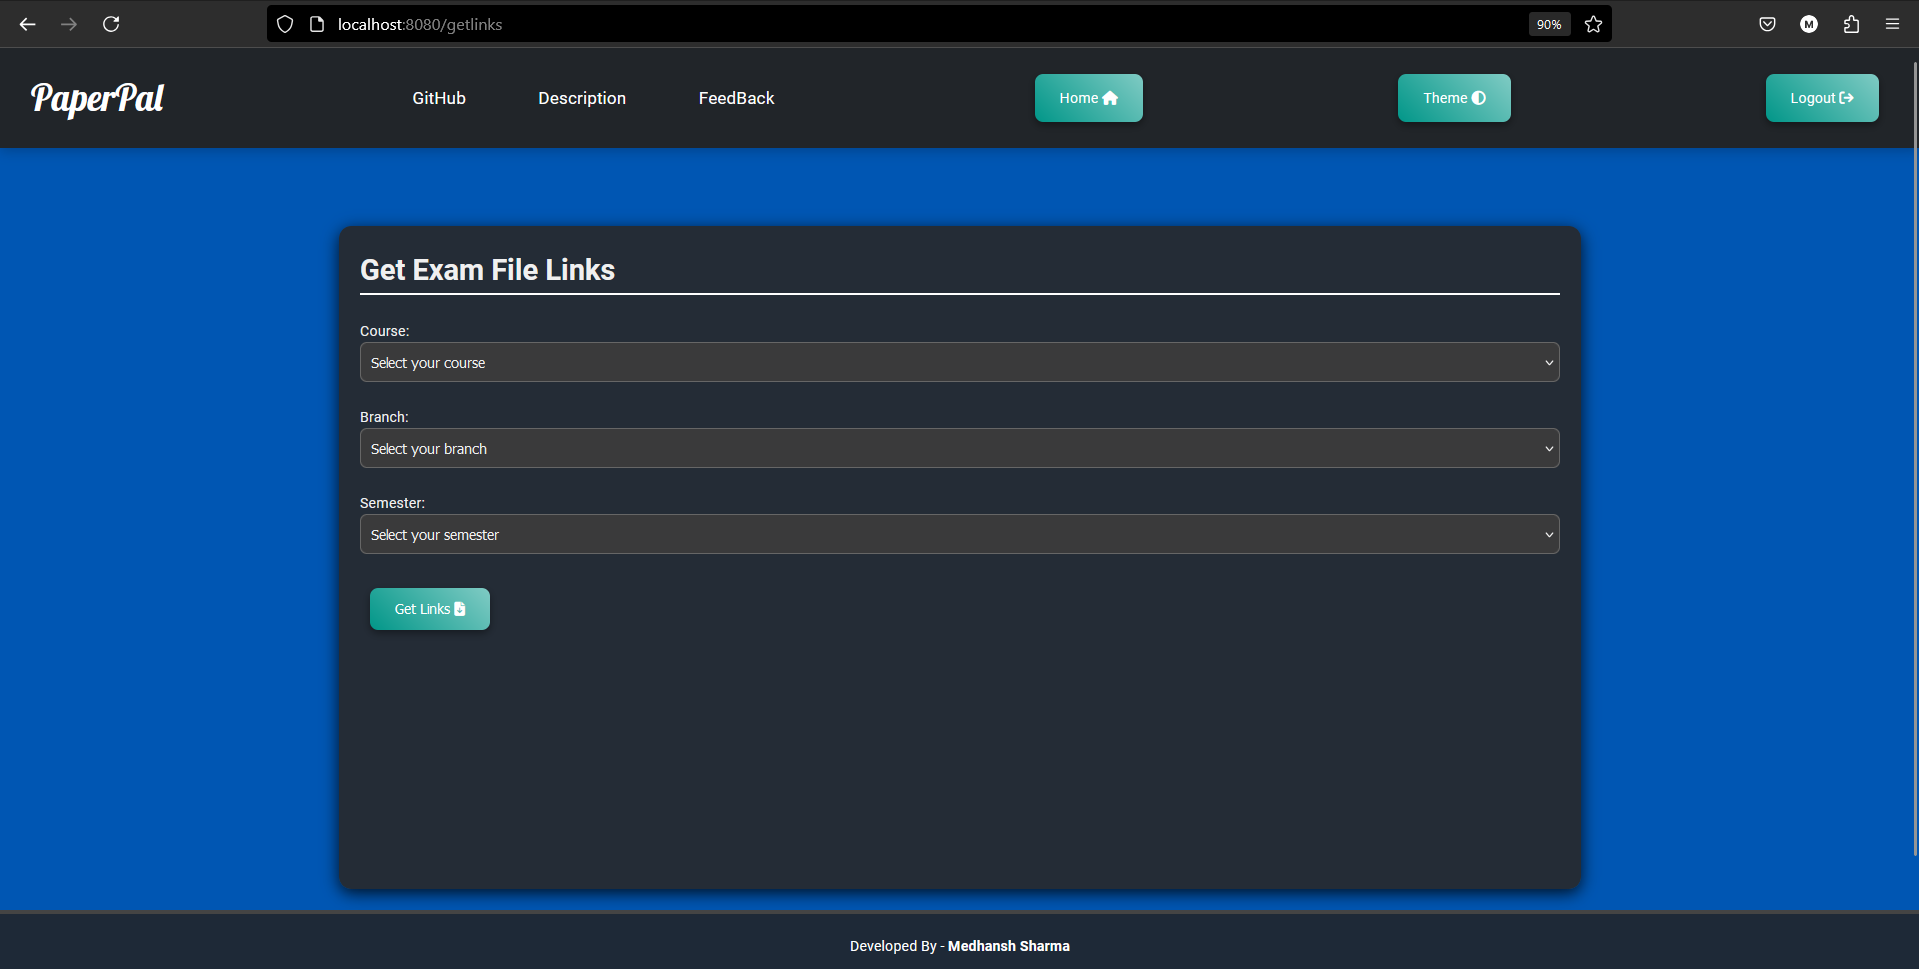 localhost:8080/getlinks
90%
M
PaperPal
GitHub
Description
FeedBack
Home
Theme
Logout
Get Exam File Links
Course:
Select your course
Branch:
Select your branch
Semester:
Select your semester
Get Links
Developed By - Medhansh Sharma